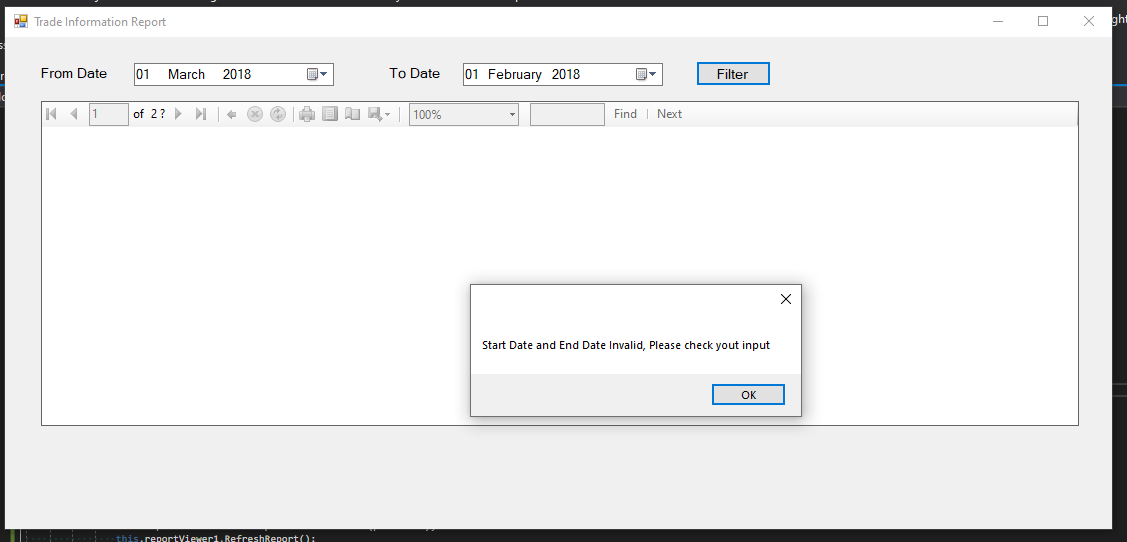 Trade Information Report
From Date 01 March 2018 To Date 01 February 2018 Filter
1 of 2 ? 100% Find | Next
Start Date and End Date Invalid, Please check yout input
OK
this.reportViewer1.RefreshReport();